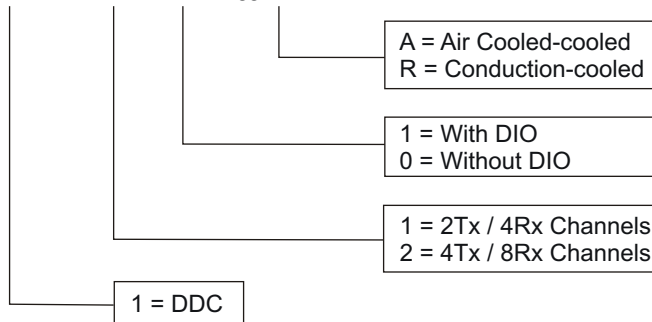 A = Air Cooled-cooled
R = Conduction-cooled
1 = With DIO
0 = Without DIO
1 = 2Tx / 4Rx Channels
2 = 4Tx / 8Rx Channels
1 = DDC